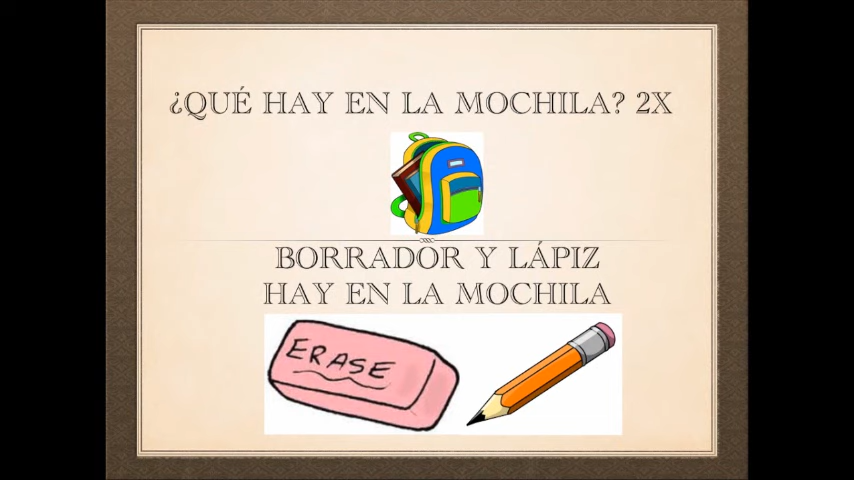 ¿QUÉ HAY EN LA MOCHILA? 2X
BORRADOR Y LÁPIZ
HAY EN LA MOCHILA
ERASE